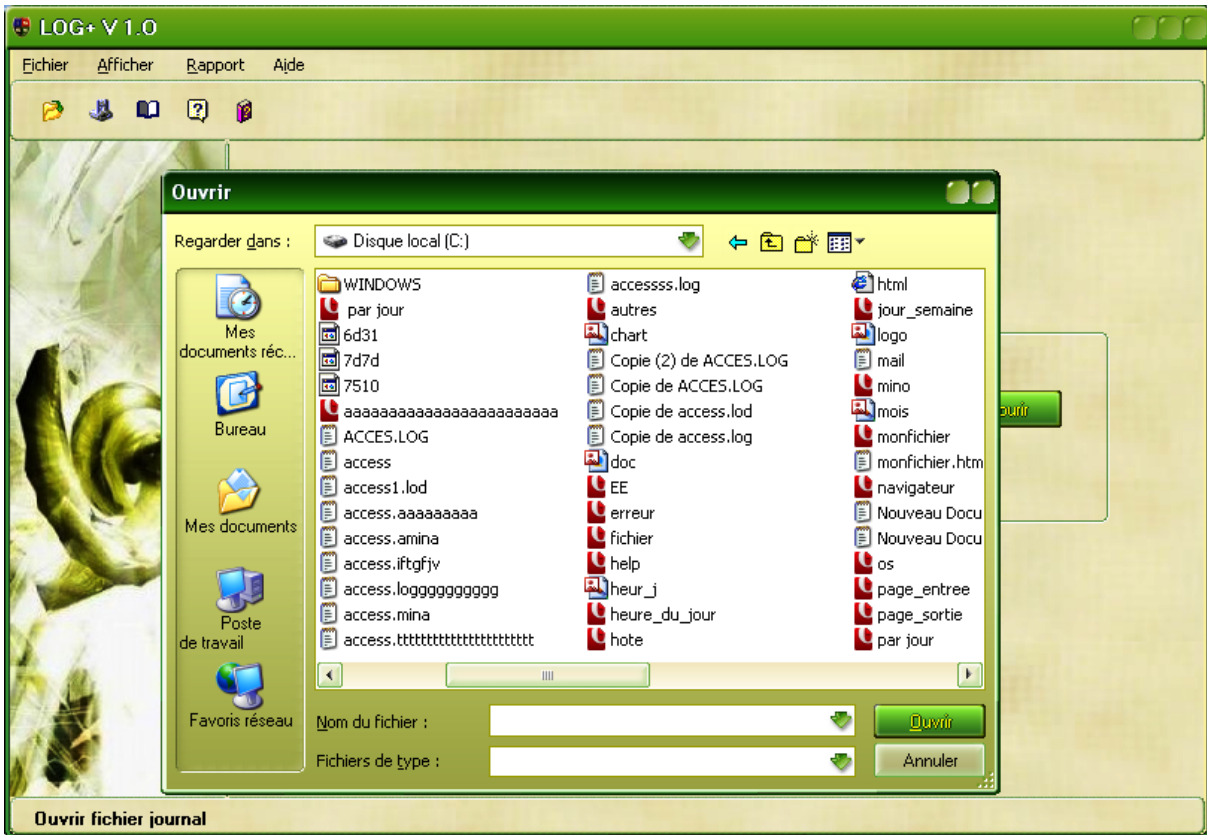 LOG+ V 1.0
Fichier Afficher Rapport Aide
Ouvrir
Regarder dans :
Disque local (C:)
Mes documents réc...
Bureau
Mes documents
Poste de travail
Favoris réseau
WINDOWS
par jour
6d31
7d7d
7510
aaaaaaaaaaaaaaaaaaaaaaaa
ACCES.LOG
access
access1.lod
access.aaaaaaaaa
access.amina
access.iftgfjv
access.logggggggggg
access.mina
access.ttttttttttttttttttttttt
accessss.log
autres
chart
Copie (2) de ACCES.LOG
Copie de ACCES.LOG
Copie de access.lod
Copie de access.log
doc
EE
erreur
fichier
help
heur_j
heure_du_jour
hote
html
jour_semaine
logo
mail
mino
mois
monfichier
monfichier.htm
navigateur
Nouveau Docu
Nouveau Docu
os
page_entree
page_sortie
par jour
Nom du fichier :
Ouvrir
Fichiers de type :
Annuler
Ouvrir fichier journal